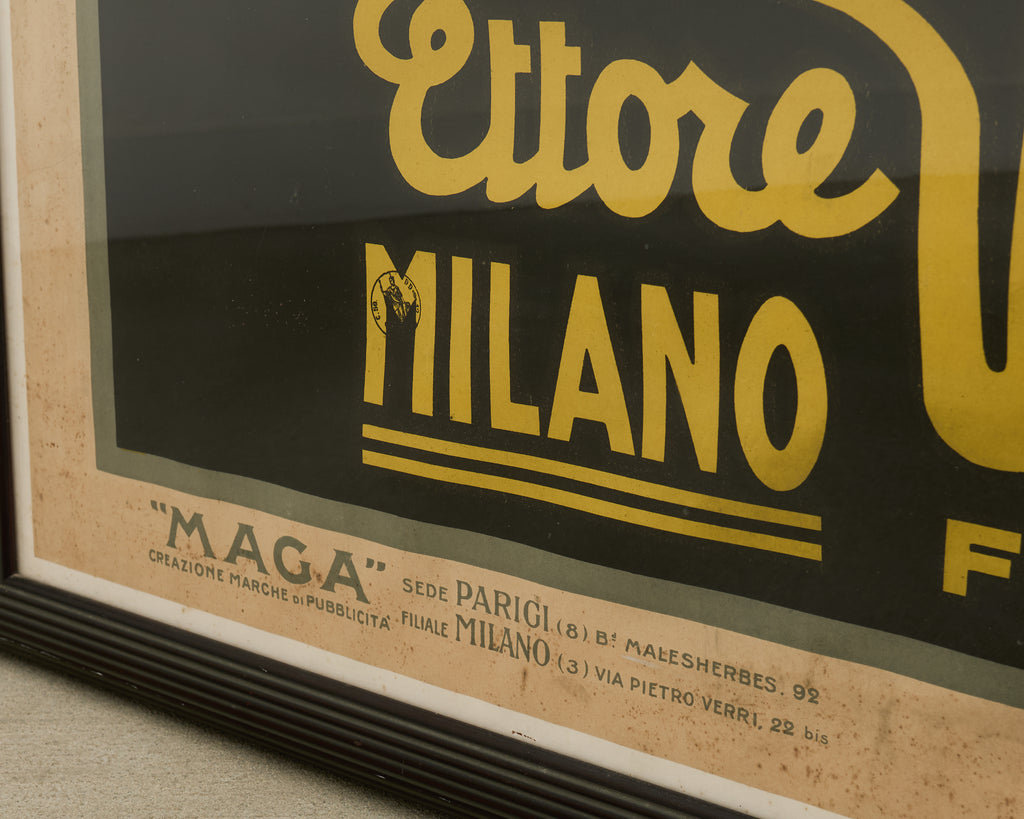 Ettore
MILANO
F
"MAGA"
CREAZIONE MARCHE DI PUBBLICITA'
SEDE PARIGI (8) Bᵈ MALESHERBES. 92
FILIALE MILANO (3) VIA PIETRO VERRI, 22 bis